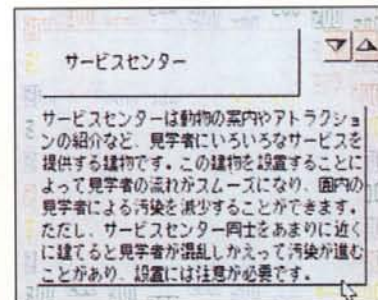 サービスセンター
サービスセンターは動物の案内やアトラクショ
ンの紹介など、見学者にいろいろなサービスを
提供する建物です。この建物を設置することに
よって見学者の流れがスムーズになり、園内の
見学者による汚染を減少することができます。
ただし、サービスセンター同士をあまりに近く
に建てると見学者が混乱しかえって汚染が進む
ことがあり、設置には注意が必要です。